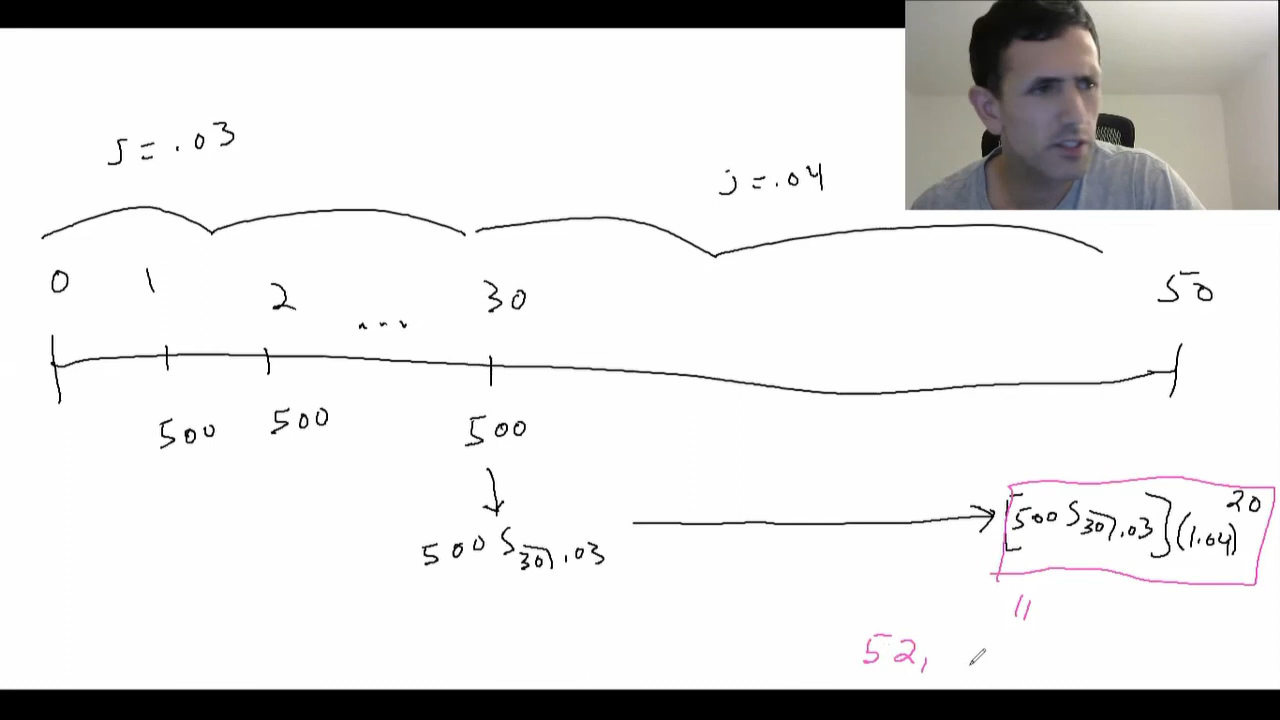 J = .03
j = .04
0 1 2 ... 30 50
500 500 500
500 S30⌉.03
[500 S30⌉.03](1.04)^20
=
52,